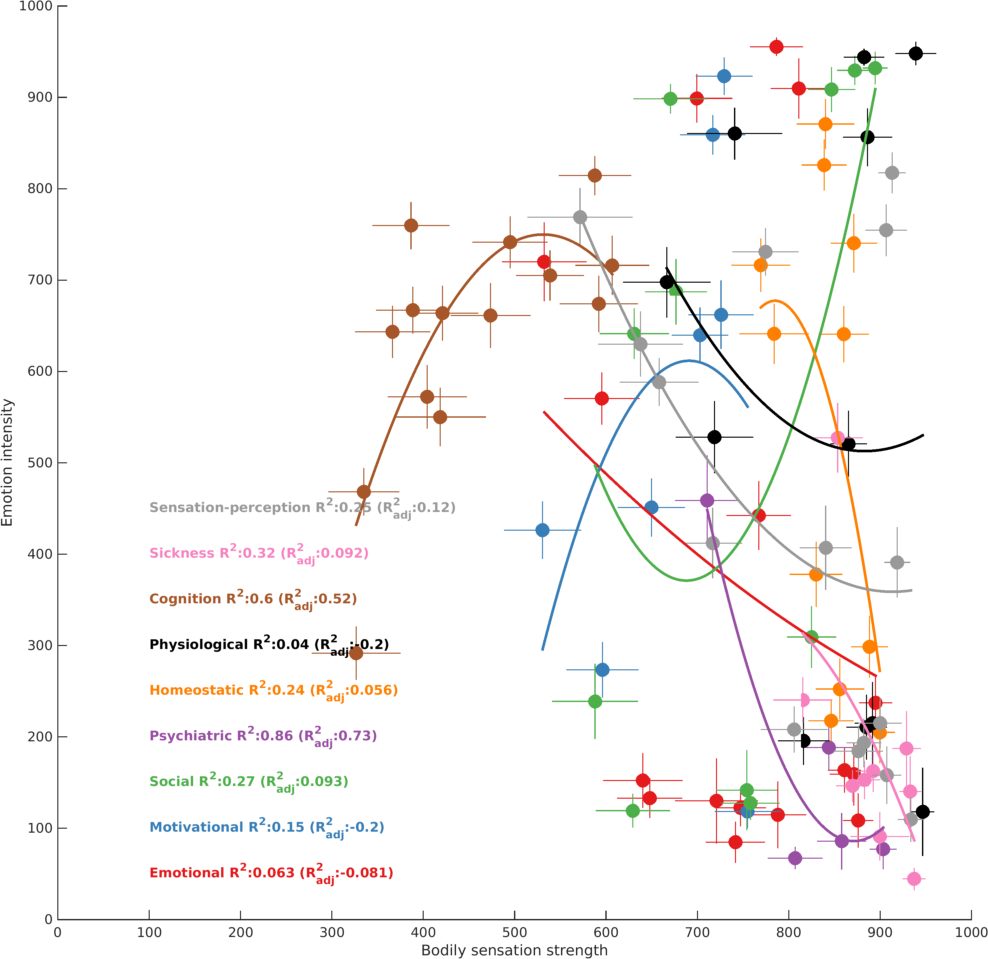 1000
900
800
700
600
500
400
300
200
100
0
Emotion intensity
Sensation-perception R²:0.25 (R²adj:0.12)
Sickness R²:0.32 (R²adj:0.092)
Cognition R²:0.6 (R²adj:0.52)
Physiological R²:0.04 (R²adj:-0.2)
Homeostatic R²:0.24 (R²adj:0.056)
Psychiatric R²:0.86 (R²adj:0.73)
Social R²:0.27 (R²adj:0.093)
Motivational R²:0.15 (R²adj:-0.2)
Emotional R²:0.063 (R²adj:-0.081)
0 100 200 300 400 500 600 700 800 900 1000
Bodily sensation strength